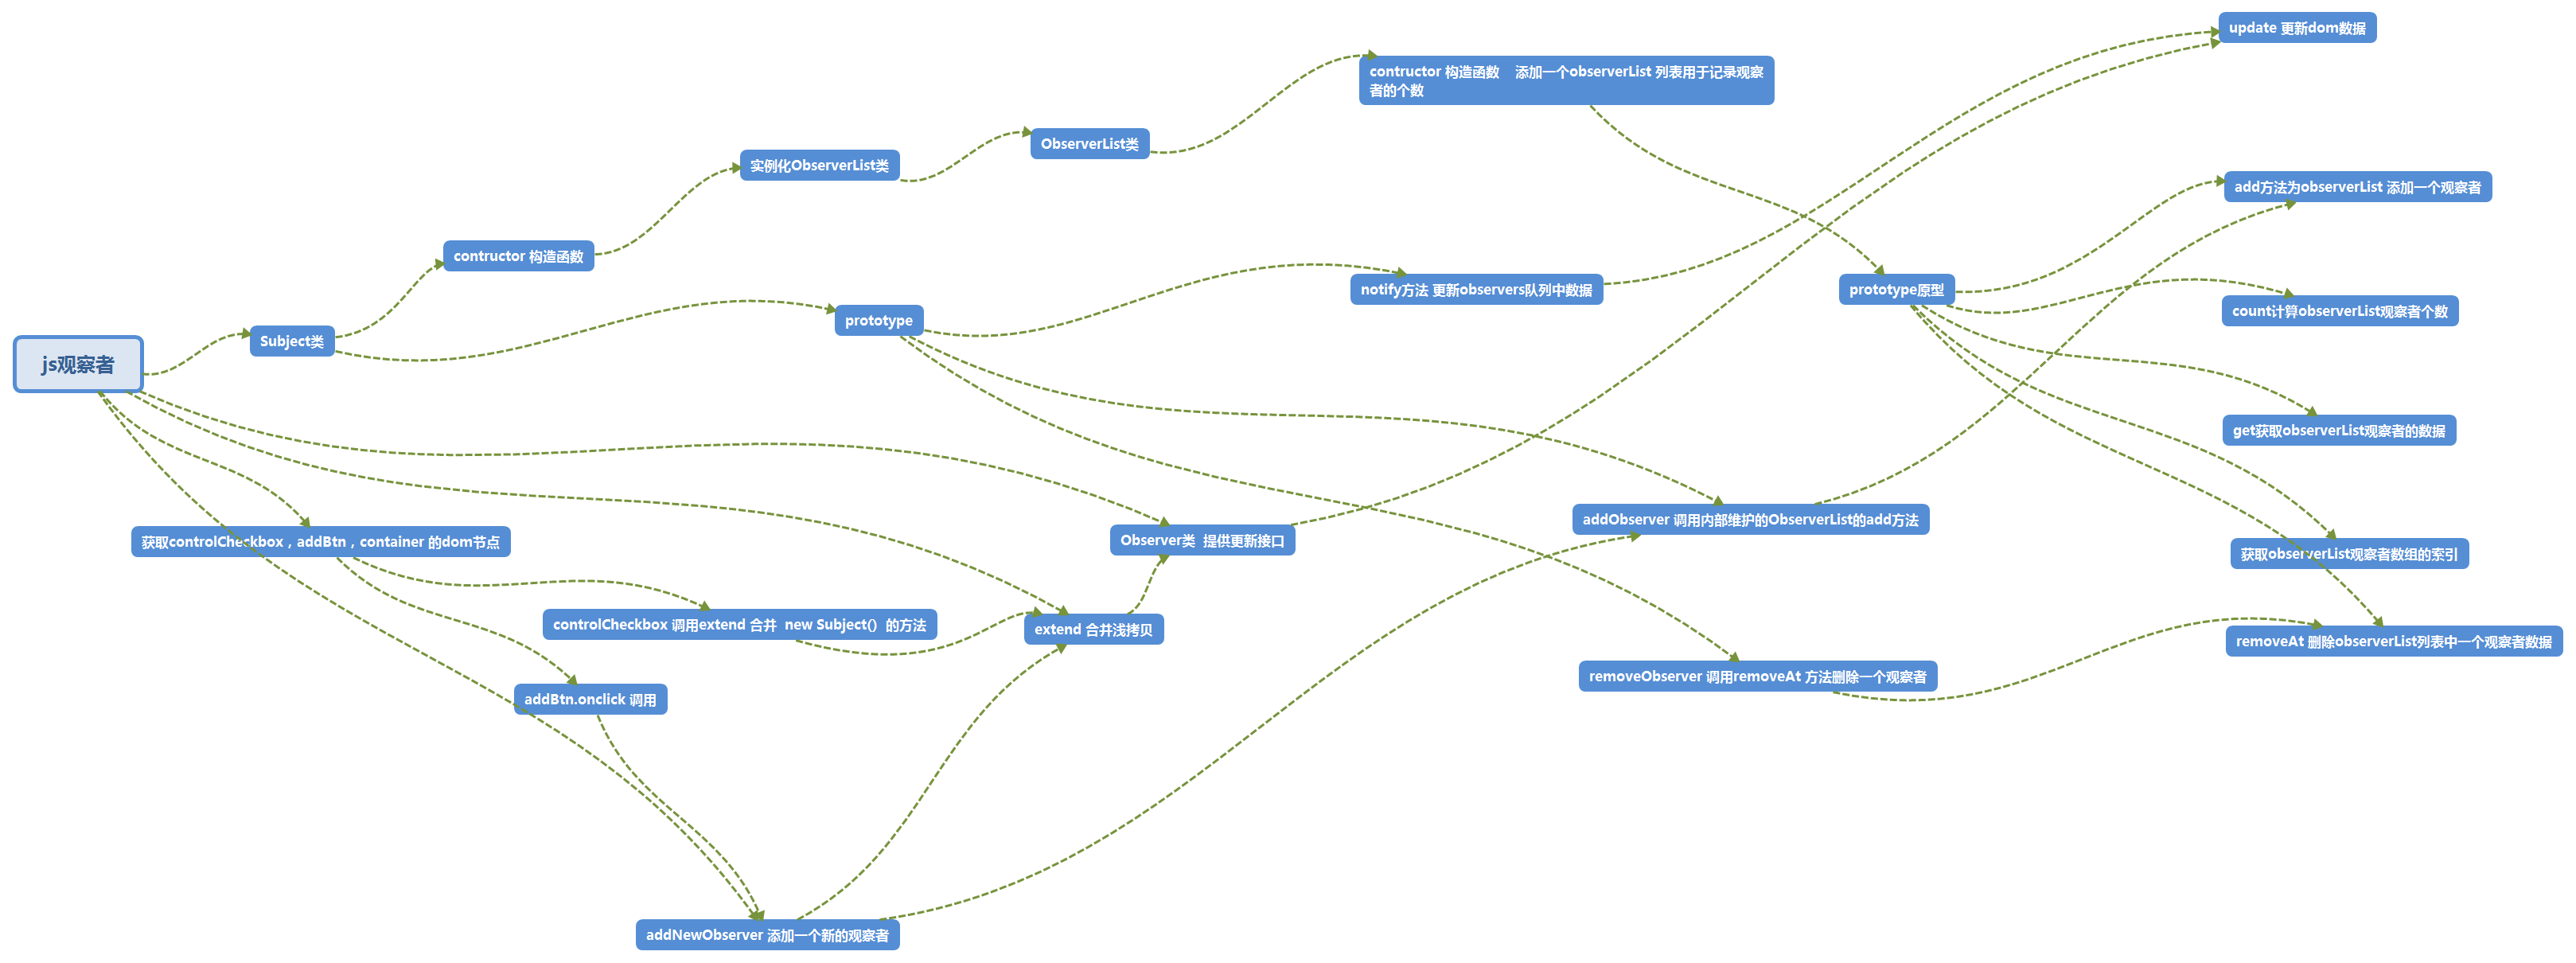 update 更新dom数据
contructor 构造函数    添加一个observerList 列表用于记录观察
者的个数
ObserverList类
实例化ObserverList类
add方法为observerList 添加一个观察者
contructor 构造函数
notify方法 更新observers队列中数据
prototype原型
count计算observerList观察者个数
prototype
Subject类
js观察者
get获取observerList观察者的数据
addObserver 调用内部维护的ObserverList的add方法
获取controlCheckbox，addBtn，container 的dom节点
Observer类  提供更新接口
获取observerList观察者数组的索引
controlCheckbox 调用extend 合并  new Subject()  的方法
extend 合并浅拷贝
removeAt 删除observerList列表中一个观察者数据
removeObserver 调用removeAt 方法删除一个观察者
addBtn.onclick 调用
addNewObserver 添加一个新的观察者